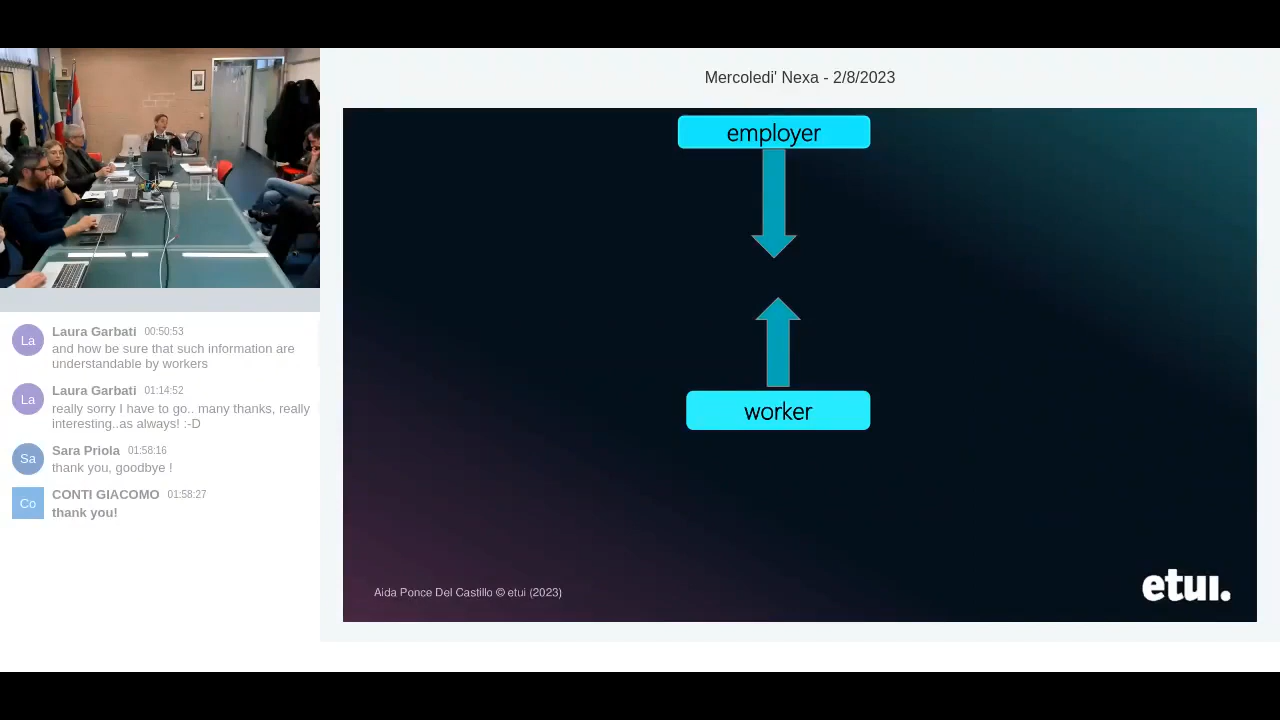 Mercoledi' Nexa - 2/8/2023
employer
worker
Aida Ponce Del Castillo © etui (2023)
etui.
La
Laura Garbati 00:50:53
and how be sure that such information are
understandable by workers
La
Laura Garbati 01:14:52
really sorry I have to go.. many thanks, really
interesting..as always! :-D
Sa
Sara Priola 01:58:16
thank you, goodbye !
Co
CONTI GIACOMO 01:58:27
thank you!